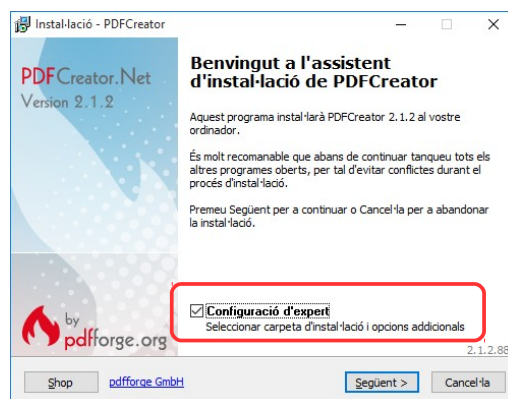 Instal·lació - PDFCreator
PDFCreator.Net
Version 2.1.2
Benvingut a l'assistent
d'instal·lació de PDFCreator
Aquest programa instal·larà PDFCreator 2.1.2 al vostre
ordinador.
És molt recomanable que abans de continuar tanqueu tots els
altres programes oberts, per tal d'evitar conflictes durant el
procés d'instal·lació.
Premeu Següent per a continuar o Cancel·la per a abandonar
la instal·lació.
Configuració d'expert
Seleccionar carpeta d'instal·lació i opcions addicionals
by
pdfforge.org
2.1.2.88
Shop
pdfforge GmbH
Següent >
Cancel·la